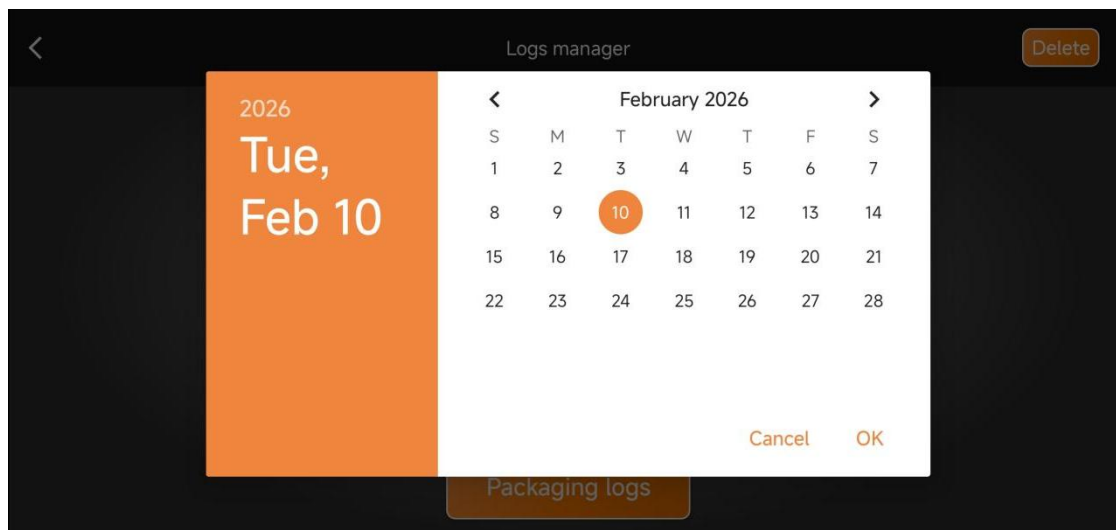 Logs manager
Delete
2026
Tue,
Feb 10
February 2026
S M T W T F S
1 2 3 4 5 6 7
8 9 10 11 12 13 14
15 16 17 18 19 20 21
22 23 24 25 26 27 28
Cancel OK
Packaging logs